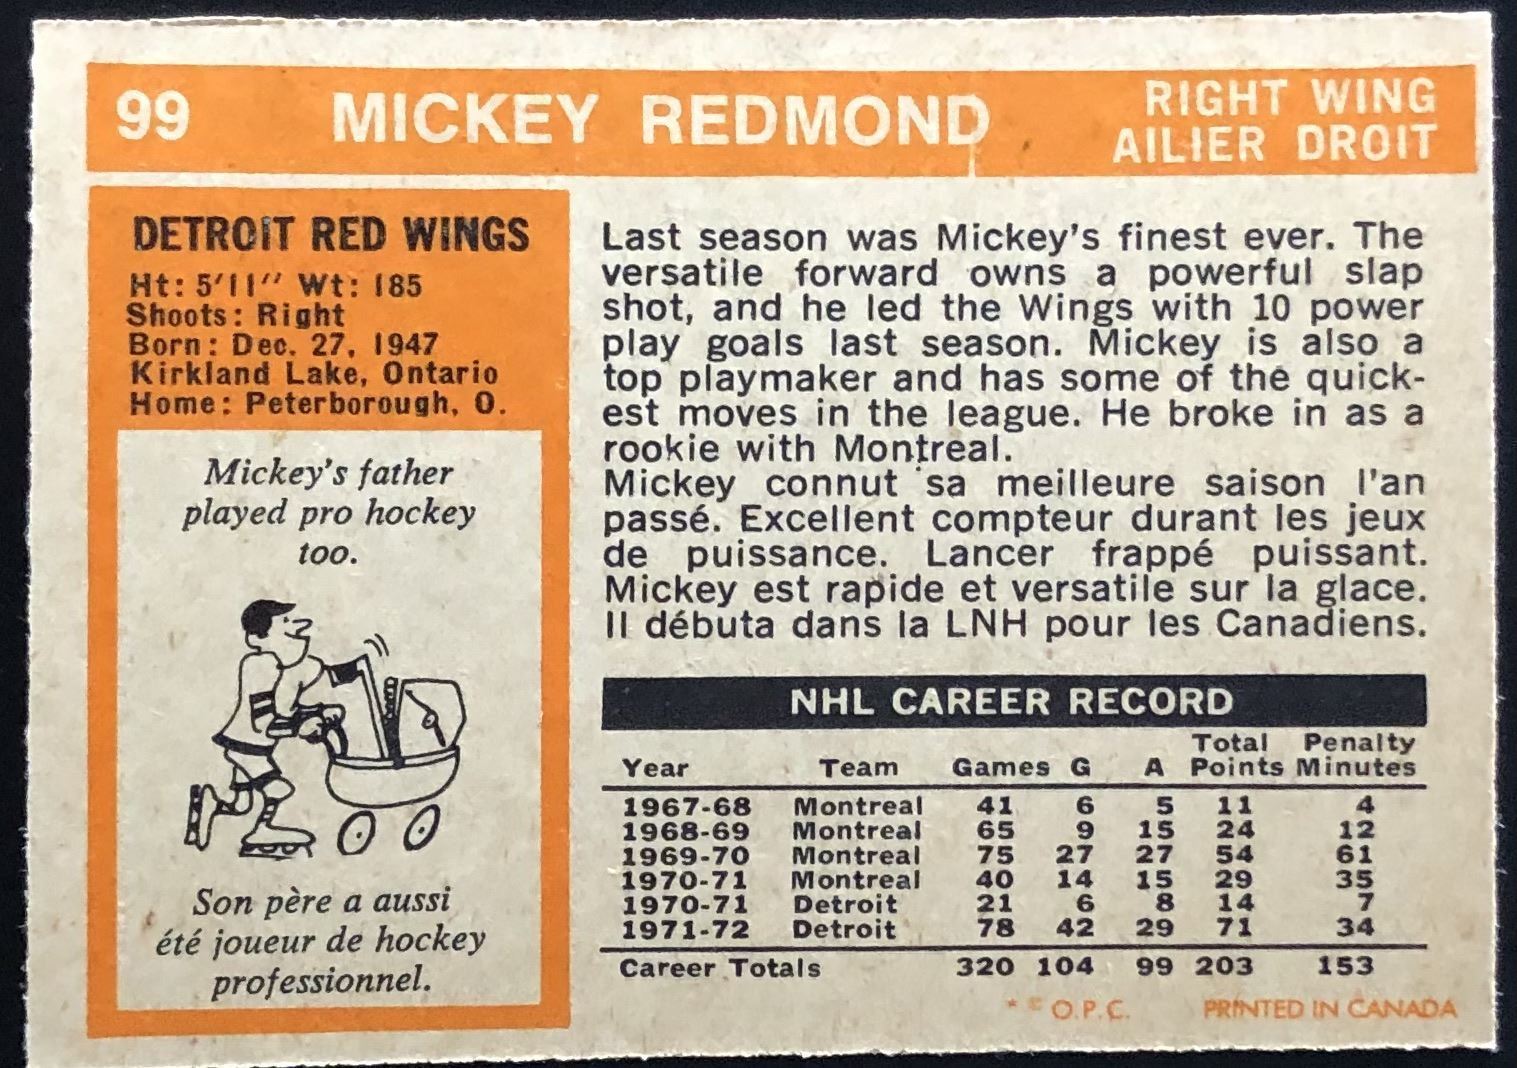 99 MICKEY REDMOND RIGHT WING
AILIER DROIT
DETROIT RED WINGS
Ht: 5'11" Wt: 185
Shoots: Right
Born: Dec. 27, 1947
Kirkland Lake, Ontario
Home: Peterborough, O.
Mickey's father
played pro hockey
too.
Son père a aussi
été joueur de hockey
professionnel.
Last season was Mickey's finest ever. The
versatile forward owns a powerful slap
shot, and he led the Wings with 10 power
play goals last season. Mickey is also a
top playmaker and has some of the quick-
est moves in the league. He broke in as a
rookie with Montreal.
Mickey connut sa meilleure saison l'an
passé. Excellent compteur durant les jeux
de puissance. Lancer frappé puissant.
Mickey est rapide et versatile sur la glace.
Il débuta dans la LNH pour les Canadiens.
NHL CAREER RECORD
Year Team Games G A Total Points Penalty Minutes
1967-68 Montreal 41 6 5 11 4
1968-69 Montreal 65 9 15 24 12
1969-70 Montreal 75 27 27 54 61
1970-71 Montreal 40 14 15 29 35
1970-71 Detroit 21 6 8 14 7
1971-72 Detroit 78 42 29 71 34
Career Totals 320 104 99 203 153
* © O.P.C. PRINTED IN CANADA